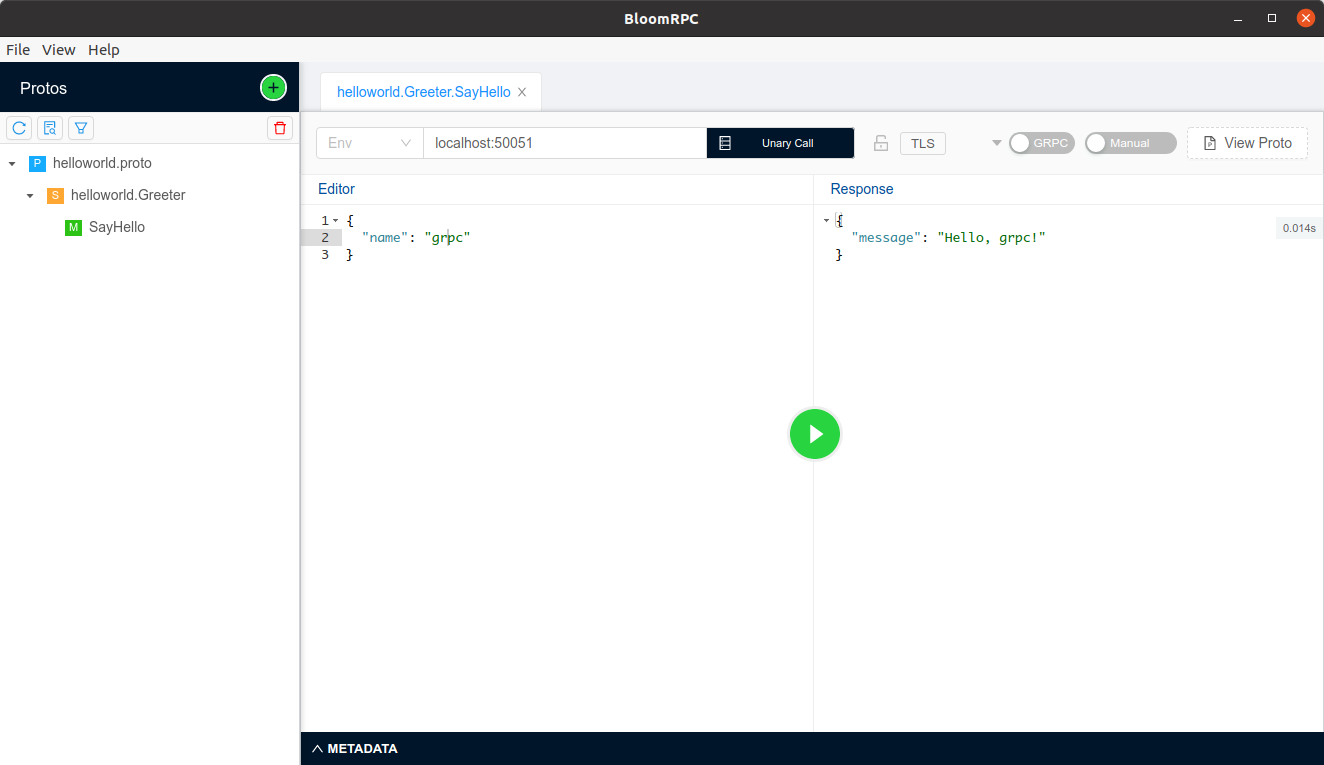 BloomRPC
File View Help
Protos
helloworld.Greeter.SayHello
Env localhost:50051 Unary Call TLS GRPC Manual View Proto
P helloworld.proto
S helloworld.Greeter
M SayHello
Editor
1 {
2 "name": "grpc"
3 }
Response
{
"message": "Hello, grpc!"
}
0.014s
METADATA